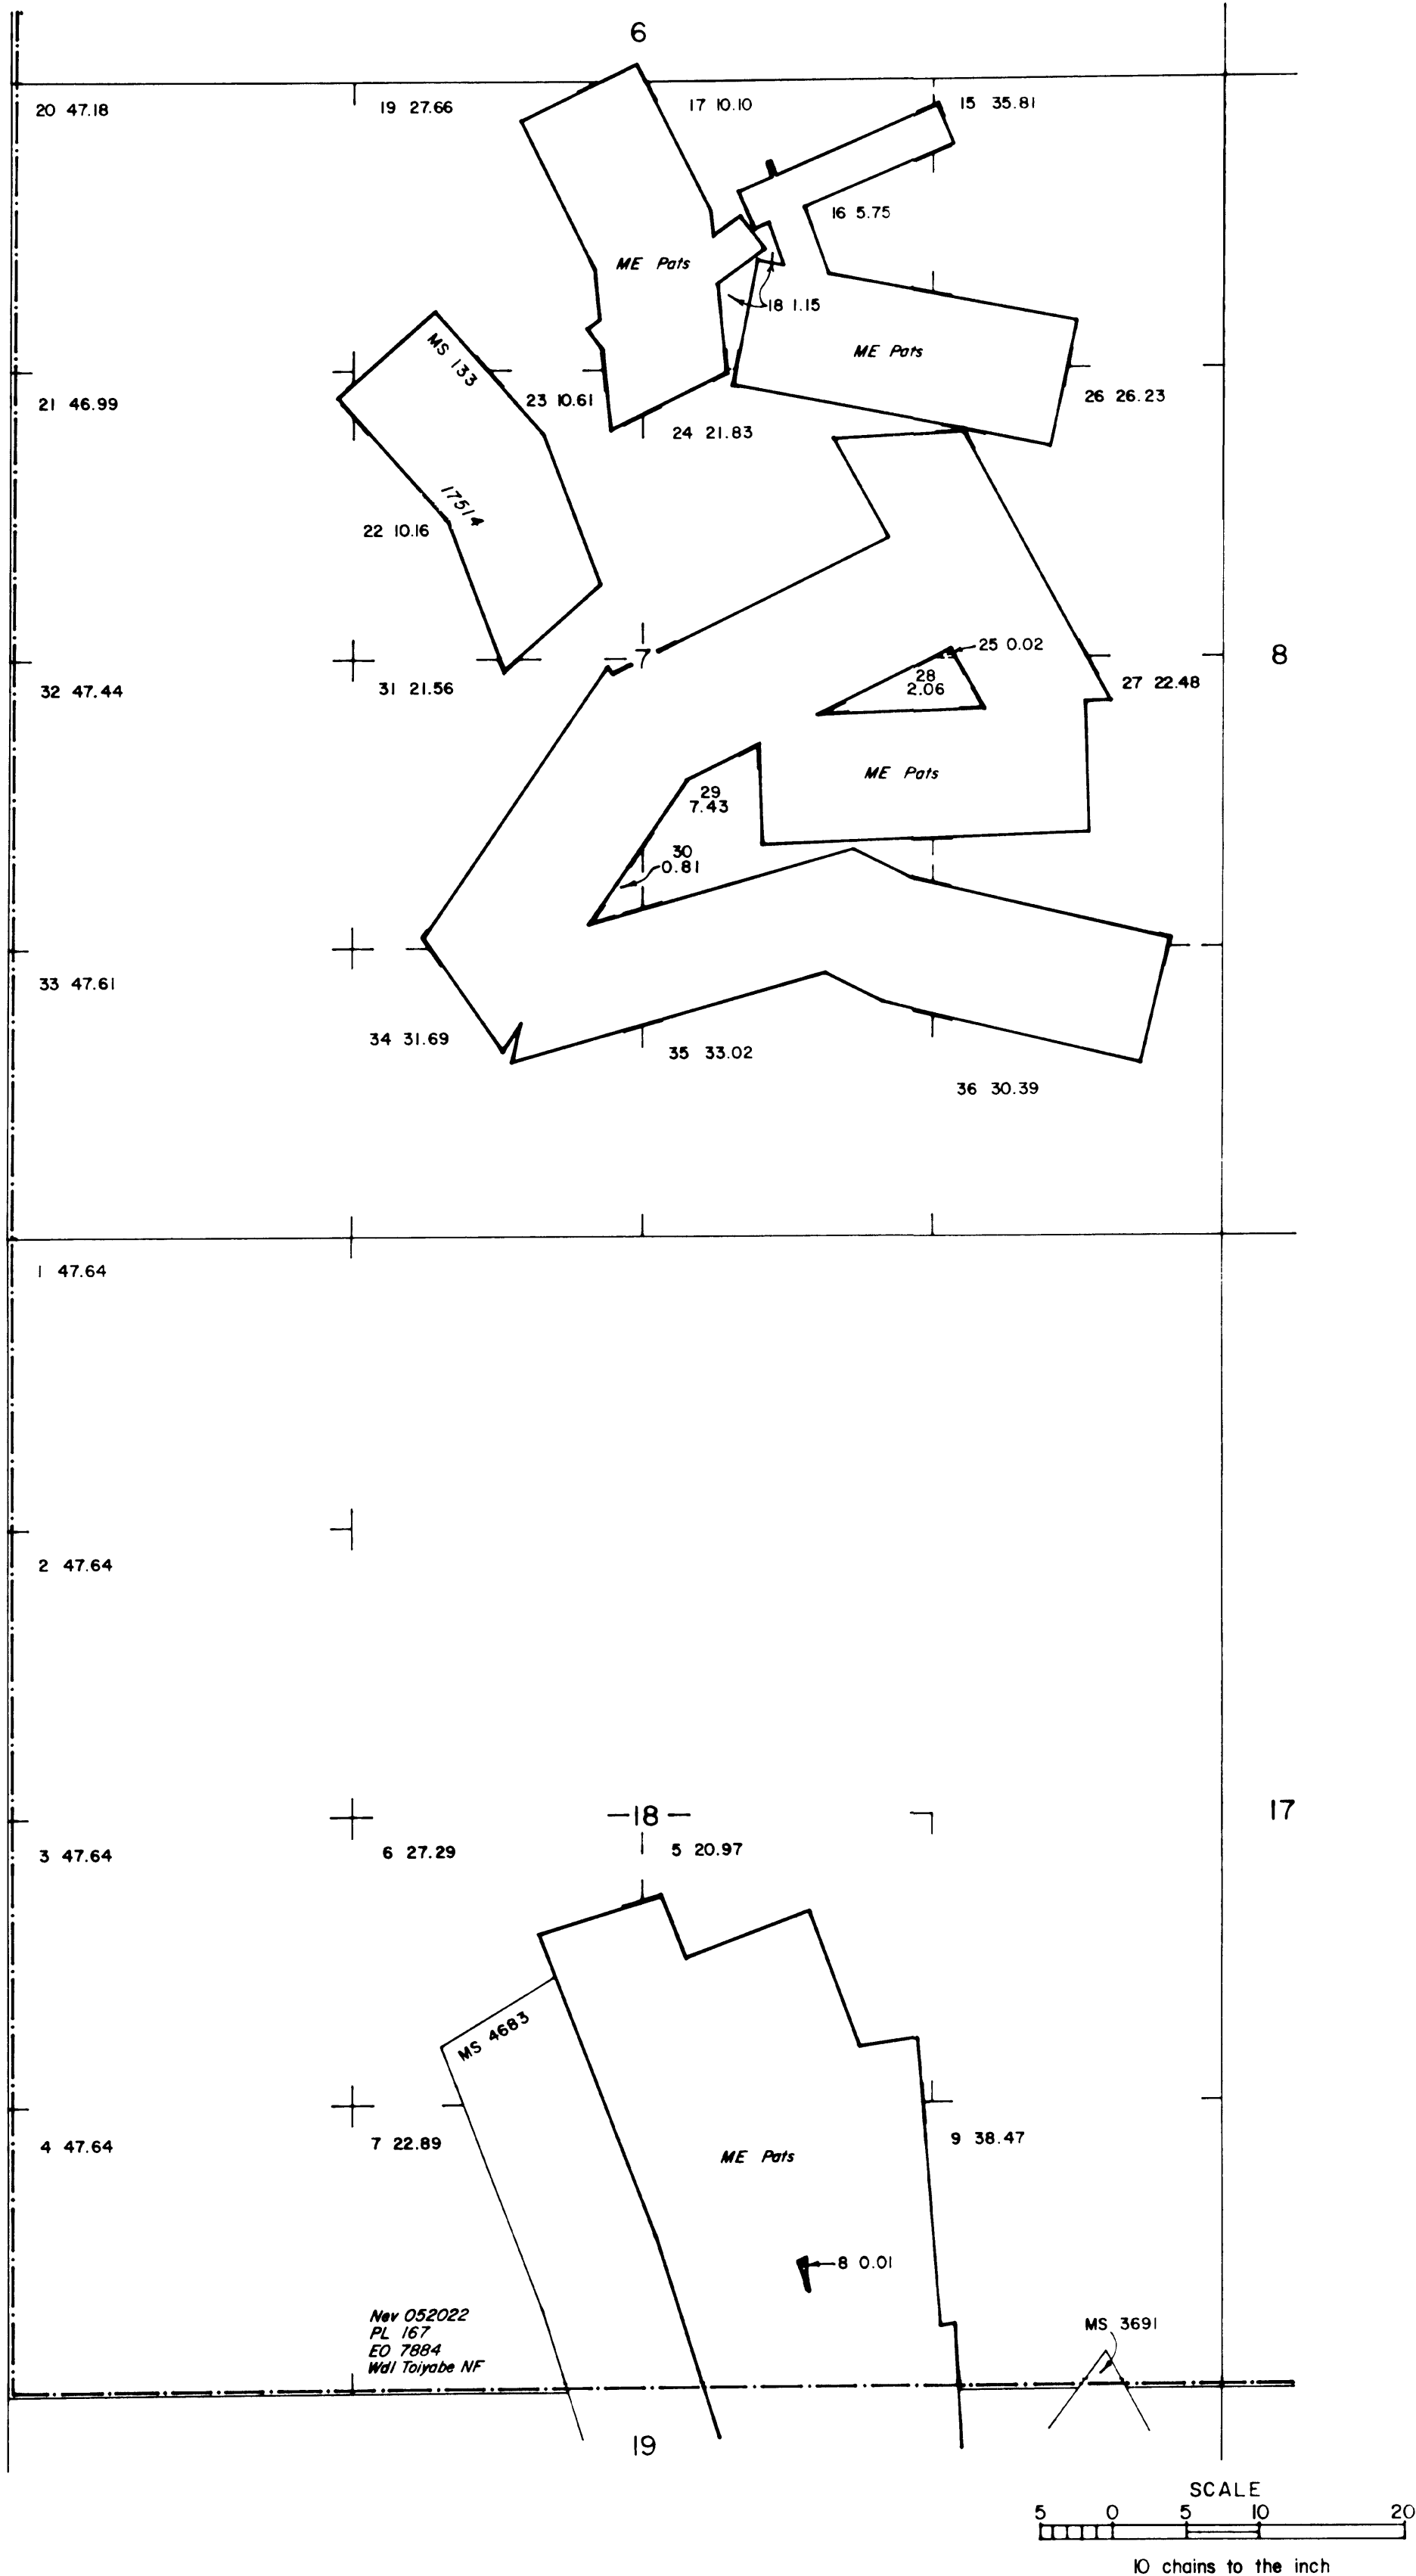 6
20 47.18
19 27.66
17 10.10
15 35.81
16 5.75
ME Pats
18 1.15
MS 133
ME Pats
21 46.99
23 10.61
26 26.23
24 21.83
17514
22 10.16
25 0.02
7
8
28
2.06
27 22.48
32 47.44
31 21.56
ME Pats
29
7.43
30
0.81
33 47.61
34 31.69
35 33.02
36 30.39
1 47.64
2 47.64
18
17
3 47.64
6 27.29
5 20.97
MS 4683
4 47.64
7 22.89
9 38.47
ME Pats
8 0.01
Nev 052022
PL 167
EO 7884
Wdl Toiyabe NF
MS 3691
19
SCALE
5 0 5 10 20
10 chains to the inch